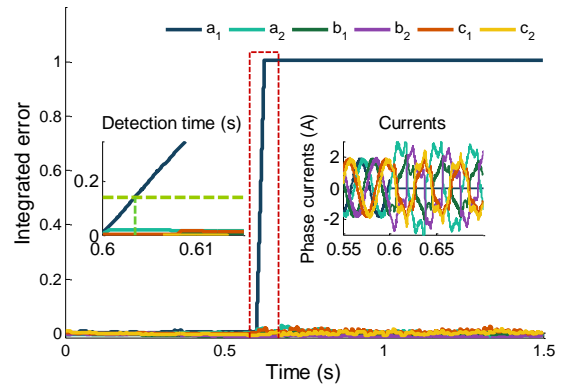 a1 a2 b1 b2 c1 c2
Integrated error
1
0.8
0.6
0.4
0.2
0
0 0.5 1 1.5
Time (s)
Detection time (s)
0.2
0
0.6 0.61
Currents
Phase currents (A)
2
0
-2
0.55 0.6 0.65